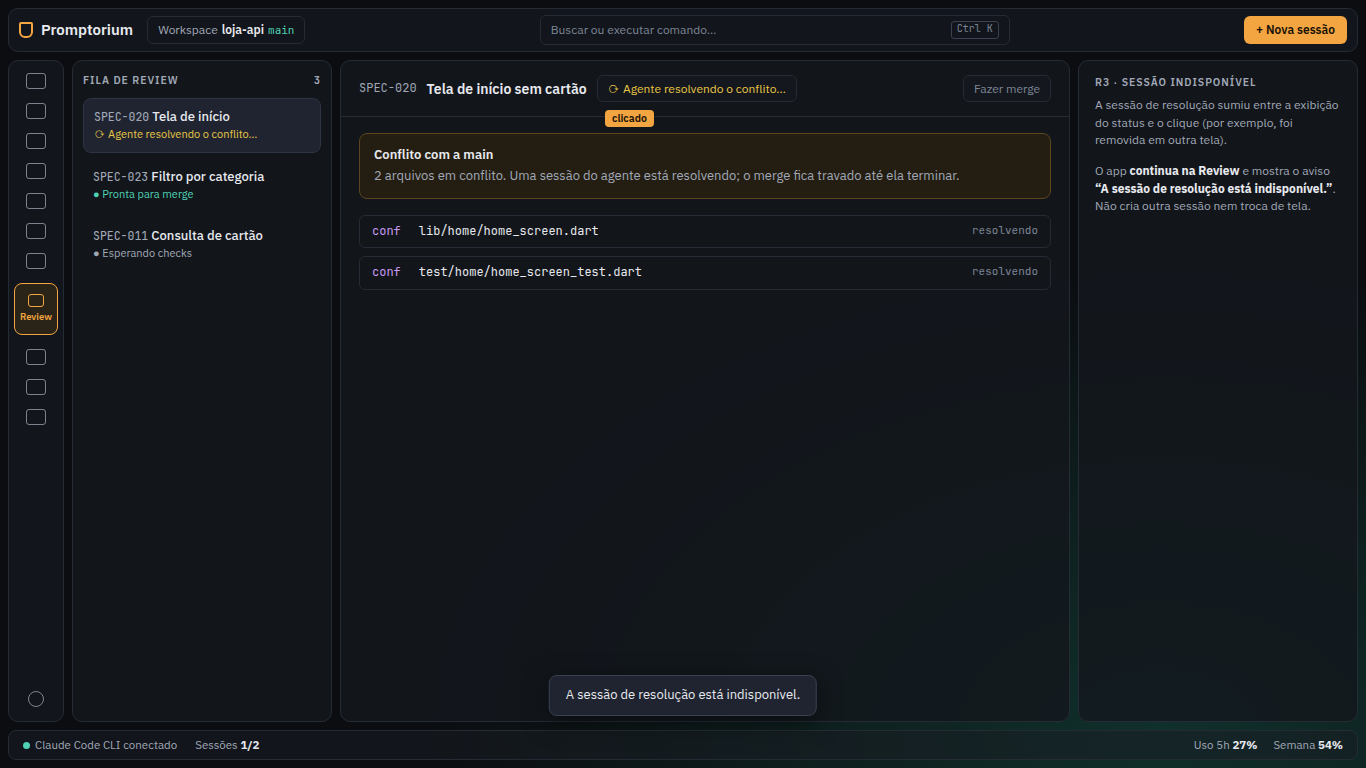 Promptorium
Workspace loja-api main
Buscar ou executar comando...
Ctrl K
+ Nova sessão
FILA DE REVIEW 3
SPEC-020 Tela de início
⟳ Agente resolvendo o conflito...
SPEC-023 Filtro por categoria
● Pronta para merge
SPEC-011 Consulta de cartão
● Esperando checks
Review
SPEC-020 Tela de início sem cartão
⟳ Agente resolvendo o conflito...
Fazer merge
clicado
Conflito com a main
2 arquivos em conflito. Uma sessão do agente está resolvendo; o merge fica travado até ela terminar.
conf lib/home/home_screen.dart resolvendo
conf test/home/home_screen_test.dart resolvendo
A sessão de resolução está indisponível.
R3 · SESSÃO INDISPONÍVEL
A sessão de resolução sumiu entre a exibição
do status e o clique (por exemplo, foi
removida em outra tela).
O app continua na Review e mostra o aviso
“A sessão de resolução está indisponível.”.
Não cria outra sessão nem troca de tela.
Claude Code CLI conectado
Sessões 1/2
Uso 5h 27%
Semana 54%